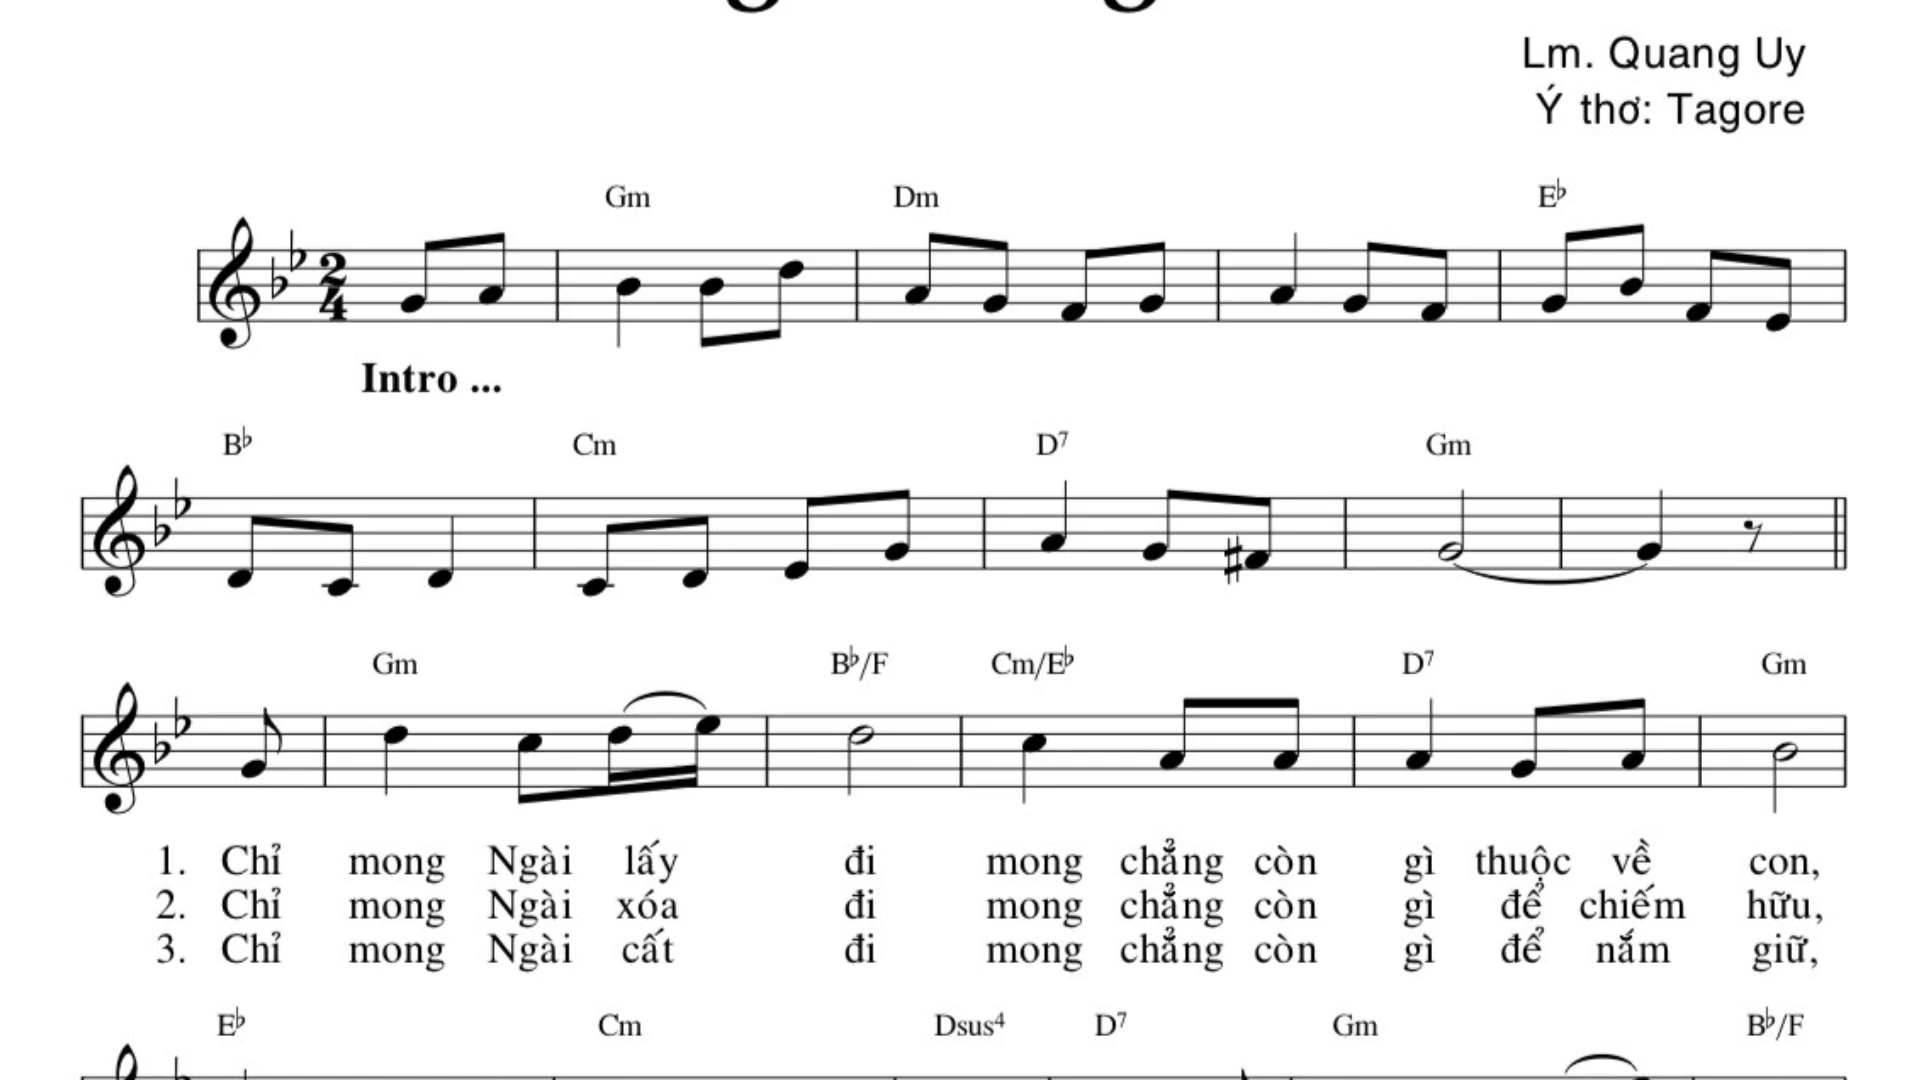 Lm. Quang Uy
Ý thơ: Tagore
Gm Dm E♭
2
4
Intro ...
B♭ Cm D7 Gm
Gm B♭/F Cm/E♭ D7 Gm
1. Chỉ mong Ngài lấy đi mong chẳng còn gì thuộc về con,
2. Chỉ mong Ngài xóa đi mong chẳng còn gì để chiếm hữu,
3. Chỉ mong Ngài cất đi mong chẳng còn gì để nắm giữ,
E♭ Cm Dsus4 D7 Gm B♭/F